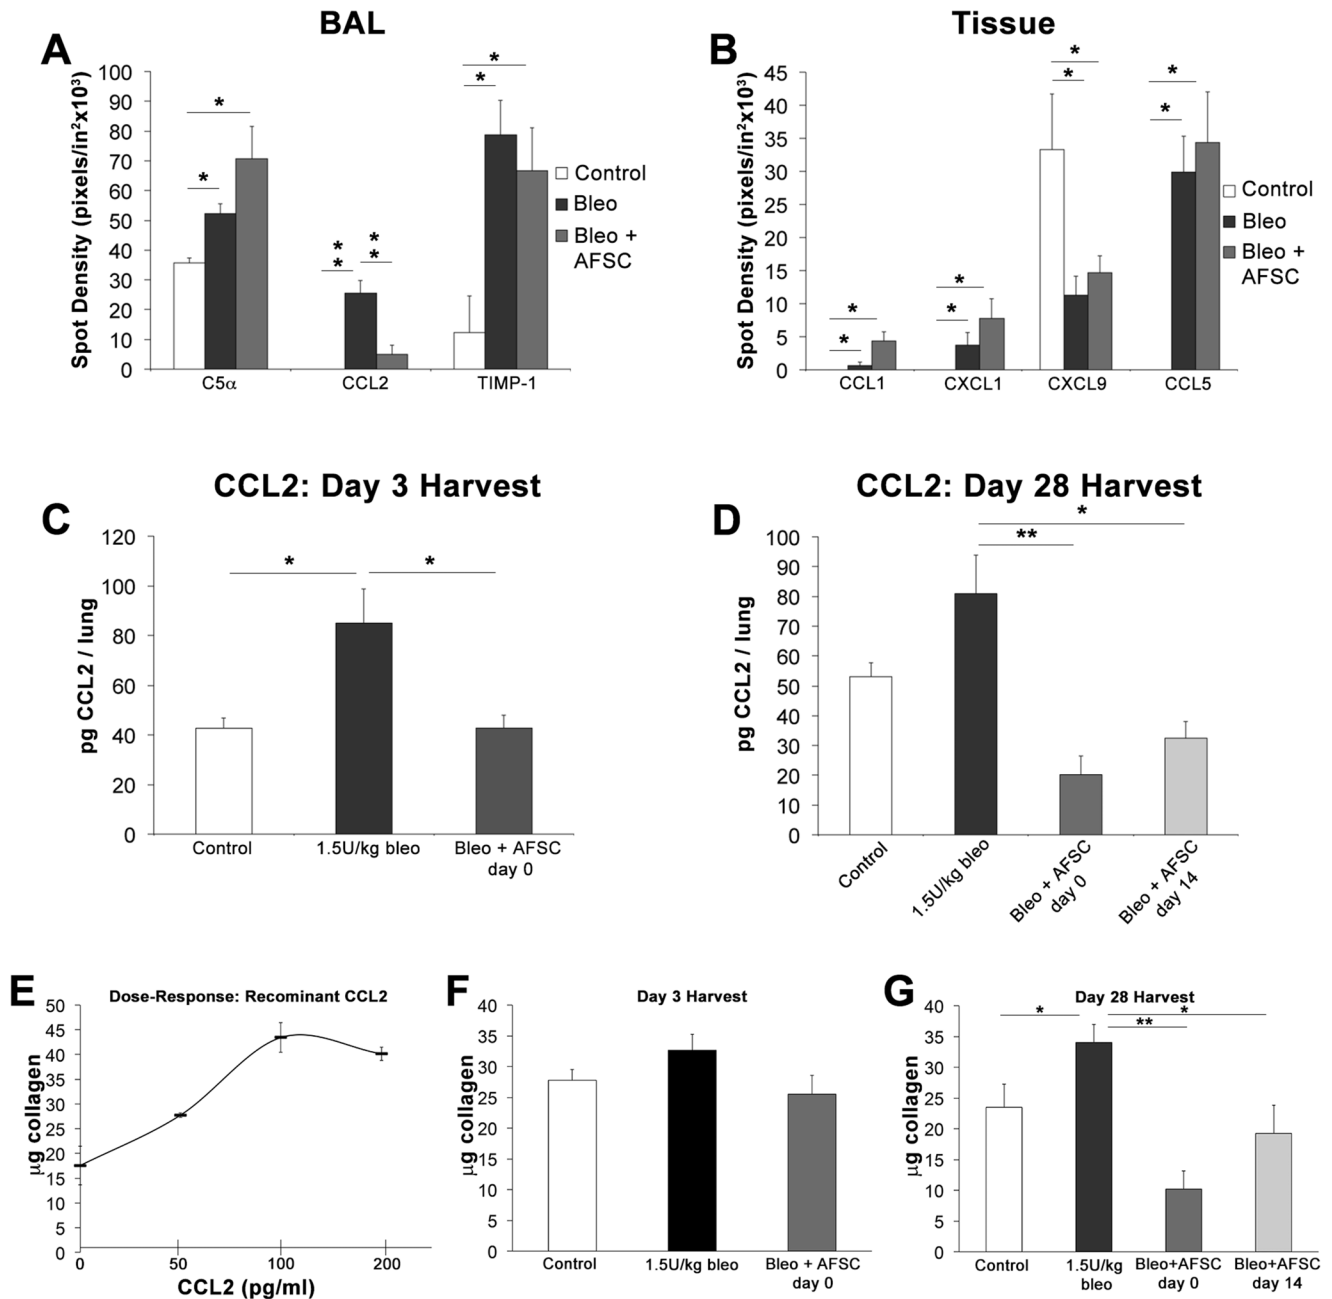 BAL
A
Spot Density (pixels/in²x10³)
100
90
80
70
60
50
40
30
20
10
0
*
*
*
*
*
*
*
*
C5α
CCL2
TIMP-1
Control
Bleo
Bleo +
AFSC
Tissue
B
Spot Density (pixels/in²x10³)
45
40
35
30
25
20
15
10
5
0
*
*
*
*
*
*
*
*
CCL1
CXCL1
CXCL9
CCL5
Control
Bleo
Bleo +
AFSC
CCL2: Day 3 Harvest
C
pg CCL2 / lung
120
100
80
60
40
20
0
*
*
Control
1.5U/kg bleo
Bleo + AFSC
day 0
CCL2: Day 28 Harvest
D
pg CCL2 / lung
100
90
80
70
60
50
40
30
20
10
0
*
**
Control
1.5U/kg bleo
Bleo + AFSC
day 0
Bleo + AFSC
day 14
E
Dose-Response: Recominant CCL2
µg collagen
50
45
40
35
30
25
20
15
10
5
0
0
50
100
200
CCL2 (pg/ml)
F
Day 3 Harvest
µg collagen
40
35
30
25
20
15
10
5
0
Control
1.5U/kg bleo
Bleo + AFSC
day 0
G
Day 28 Harvest
µg collagen
40
35
30
25
20
15
10
5
0
*
*
**
Control
1.5U/kg
bleo
Bleo+AFSC
day 0
Bleo+AFSC
day 14